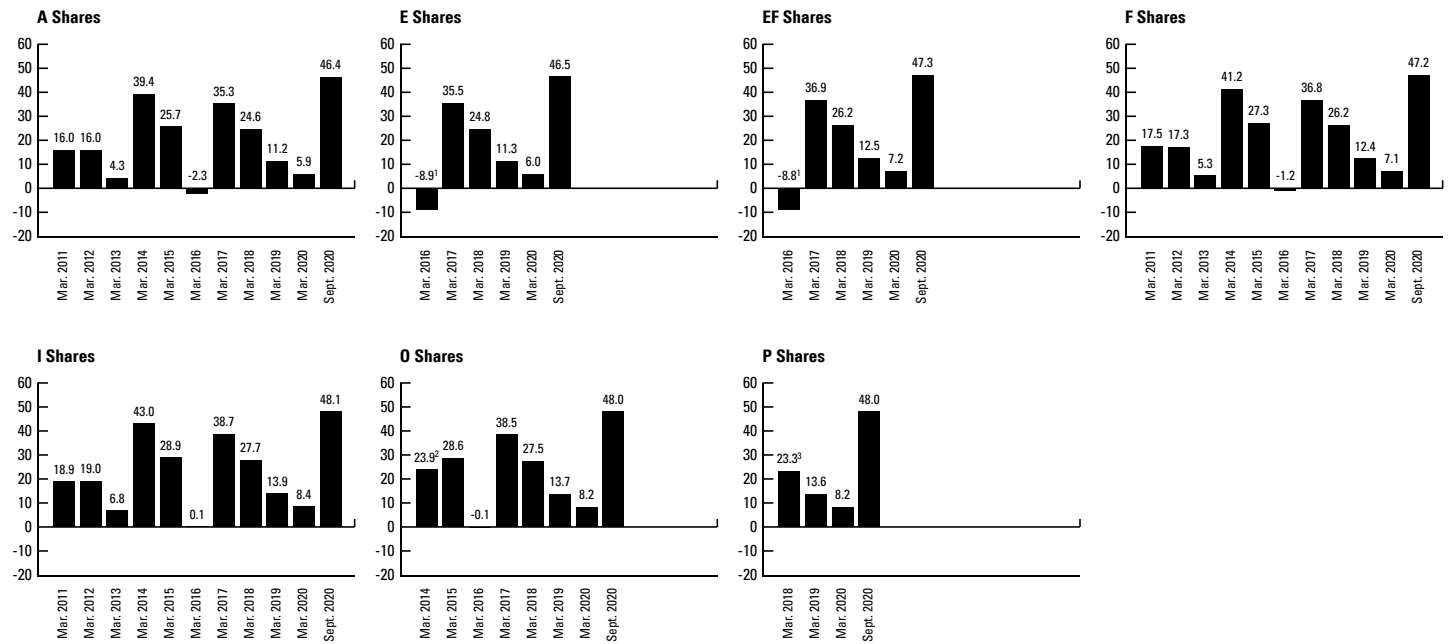 A Shares
60
50
40
30
20
10
0
-10
-20
16.0
16.0
4.3
39.4
25.7
-2.3
35.3
24.6
11.2
5.9
46.4
Mar. 2011
Mar. 2012
Mar. 2013
Mar. 2014
Mar. 2015
Mar. 2016
Mar. 2017
Mar. 2018
Mar. 2019
Mar. 2020
Sept. 2020
E Shares
60
50
40
30
20
10
0
-10
-20
-8.9¹
35.5
24.8
11.3
6.0
46.5
Mar. 2016
Mar. 2017
Mar. 2018
Mar. 2019
Mar. 2020
Sept. 2020
EF Shares
60
50
40
30
20
10
0
-10
-20
-8.8¹
36.9
26.2
12.5
7.2
47.3
Mar. 2016
Mar. 2017
Mar. 2018
Mar. 2019
Mar. 2020
Sept. 2020
F Shares
60
50
40
30
20
10
0
-10
-20
17.5
17.3
5.3
41.2
27.3
-1.2
36.8
26.2
12.4
7.1
47.2
Mar. 2011
Mar. 2012
Mar. 2013
Mar. 2014
Mar. 2015
Mar. 2016
Mar. 2017
Mar. 2018
Mar. 2019
Mar. 2020
Sept. 2020
I Shares
60
50
40
30
20
10
0
-10
-20
18.9
19.0
6.8
43.0
28.9
0.1
38.7
27.7
13.9
8.4
48.1
Mar. 2011
Mar. 2012
Mar. 2013
Mar. 2014
Mar. 2015
Mar. 2016
Mar. 2017
Mar. 2018
Mar. 2019
Mar. 2020
Sept. 2020
O Shares
60
50
40
30
20
10
0
-10
-20
23.9²
28.6
-0.1
38.5
27.5
13.7
8.2
48.0
Mar. 2014
Mar. 2015
Mar. 2016
Mar. 2017
Mar. 2018
Mar. 2019
Mar. 2020
Sept. 2020
P Shares
60
50
40
30
20
10
0
-10
-20
23.3³
13.6
8.2
48.0
Mar. 2018
Mar. 2019
Mar. 2020
Sept. 2020